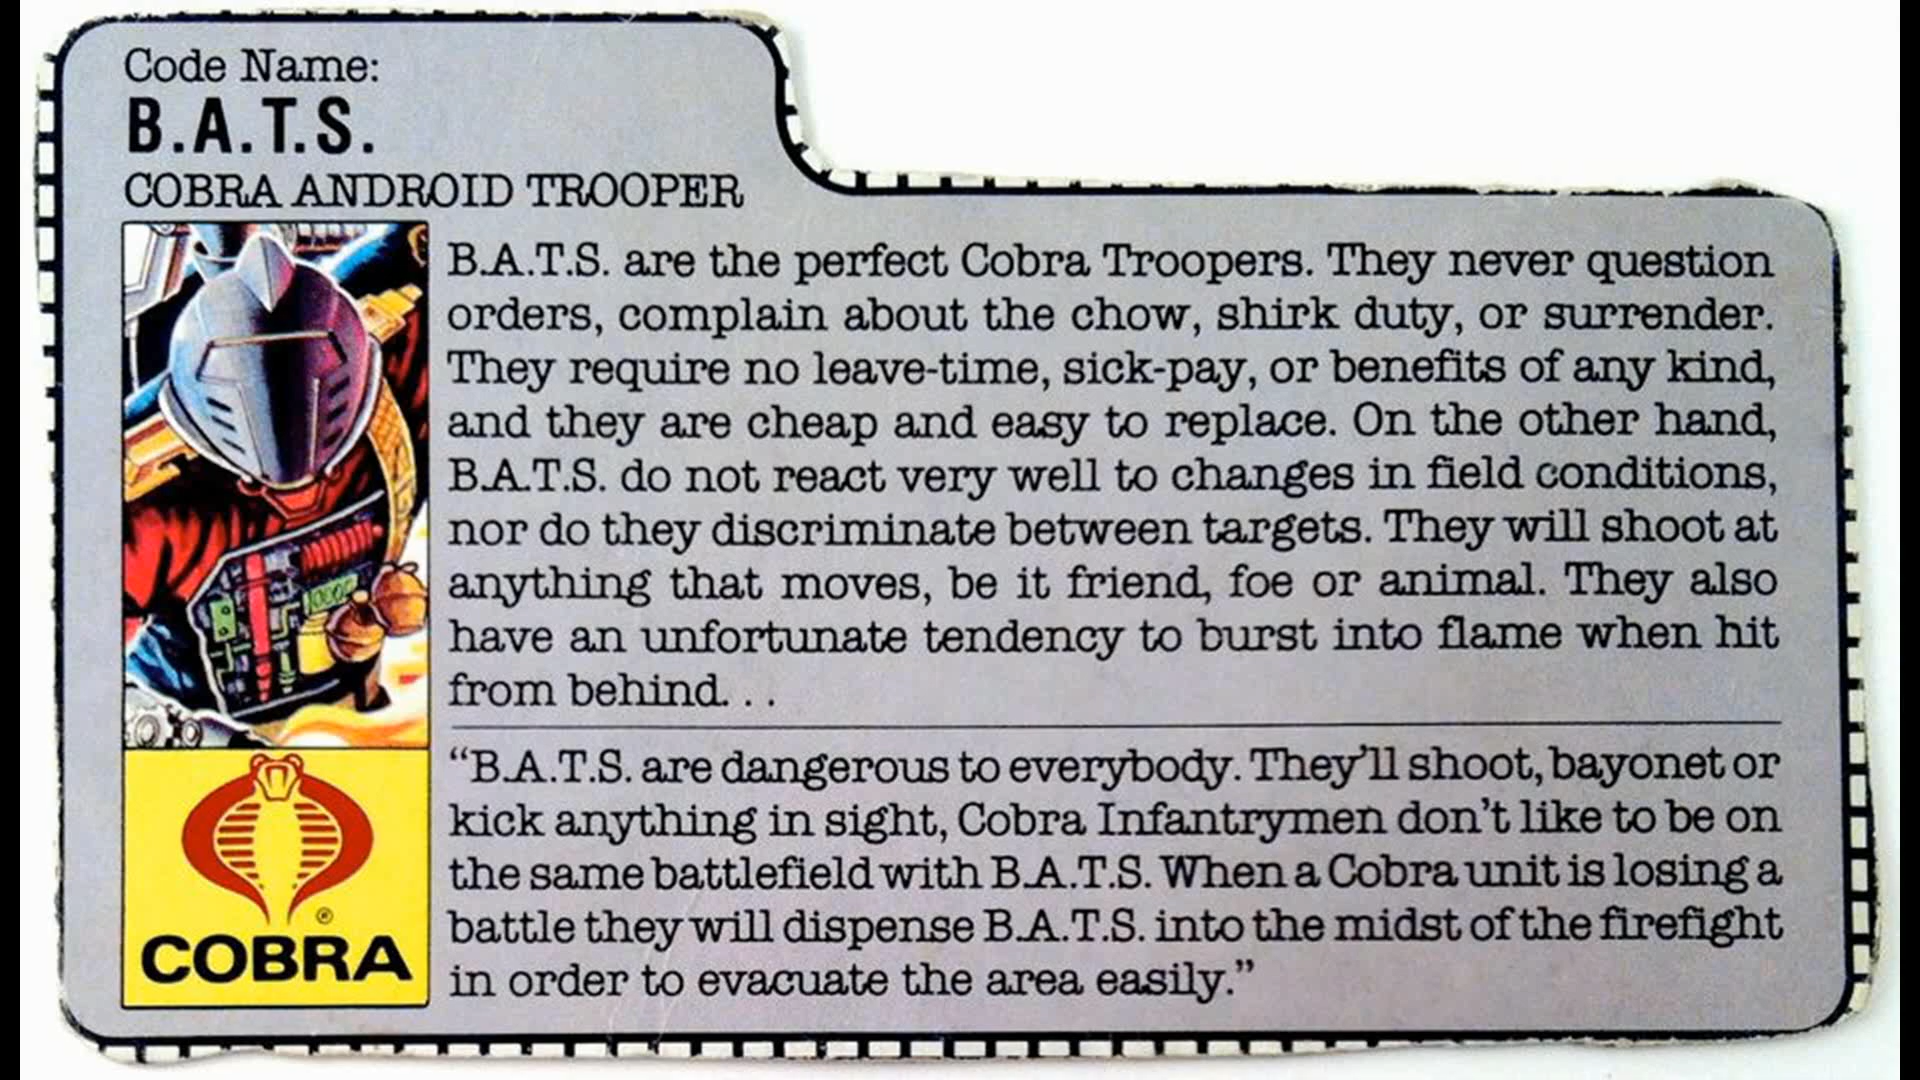 Code Name:
B.A.T.S.
COBRA ANDROID TROOPER
B.A.T.S. are the perfect Cobra Troopers. They never question
orders, complain about the chow, shirk duty, or surrender.
They require no leave-time, sick-pay, or benefits of any kind,
and they are cheap and easy to replace. On the other hand,
B.A.T.S. do not react very well to changes in field conditions,
nor do they discriminate between targets. They will shoot at
anything that moves, be it friend, foe or animal. They also
have an unfortunate tendency to burst into flame when hit
from behind. . .
“B.A.T.S. are dangerous to everybody. They’ll shoot, bayonet or
kick anything in sight, Cobra Infantrymen don’t like to be on
the same battlefield with B.A.T.S. When a Cobra unit is losing a
battle they will dispense B.A.T.S. into the midst of the firefight
in order to evacuate the area easily.”
®
COBRA